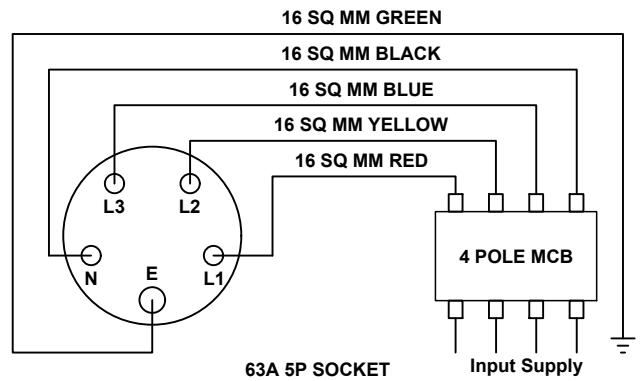 16 SQ MM GREEN
16 SQ MM BLACK
16 SQ MM BLUE
16 SQ MM YELLOW
16 SQ MM RED
L3
L2
N
E
L1
4 POLE MCB
63A 5P SOCKET
Input Supply